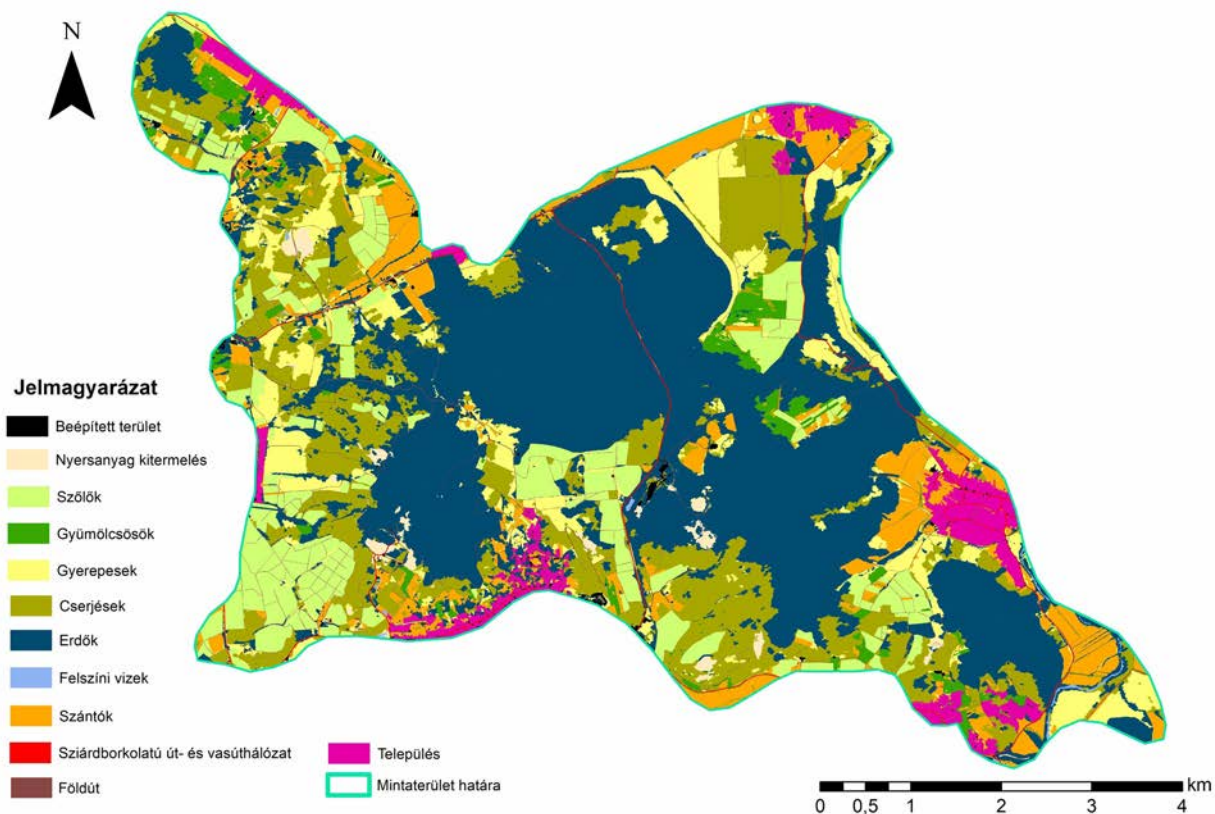 N
Jelmagyarázat
Beépített terület
Nyersanyag kitermelés
Szőlők
Gyümölcsösök
Gyerepesek
Cserjések
Erdők
Felszíni vizek
Szántók
Sziárdborkolatú út- és vasúthálózat
Földút
Település
Mintaterület határa
km
0 0,5 1 2 3 4